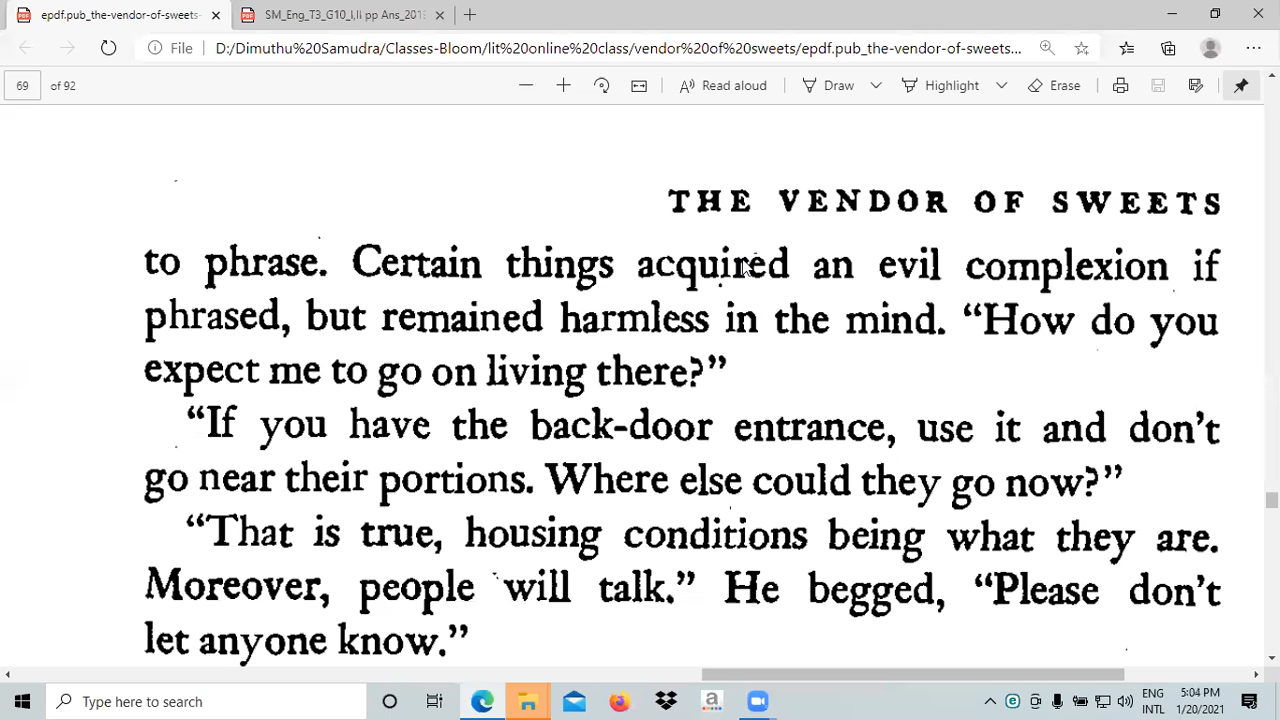 epdf.pub_the-vendor-of-sweets-
SM_Eng_T3_G10_I,Ii pp Ans_201
File
D:/Dimuthu%20Samudra/Classes-Bloom/lit%20online%20class/vendor%20of%20sweets/epdf.pub_the-vendor-of-sweets...
69 of 92
Read aloud
Draw
Highlight
Erase
THE VENDOR OF SWEETS
to phrase. Certain things acquired an evil complexion if
phrased, but remained harmless in the mind. “How do you
expect me to go on living there?”
“If you have the back-door entrance, use it and don’t
go near their portions. Where else could they go now?”
“That is true, housing conditions being what they are.
Moreover, people will talk.” He begged, “Please don’t
let anyone know.”
Type here to search
ENG
INTL
5:04 PM
1/20/2021